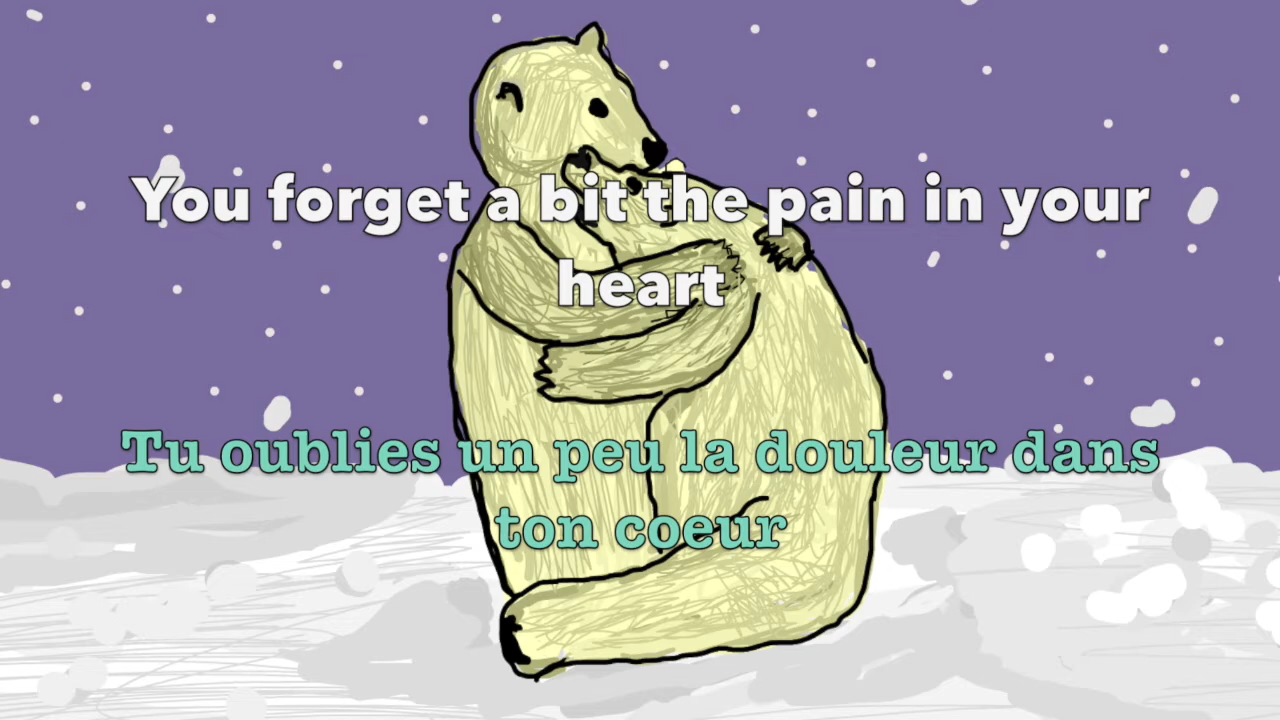 You forget a bit the pain in your
heart
Tu oublies un peu la douleur dans
ton coeur